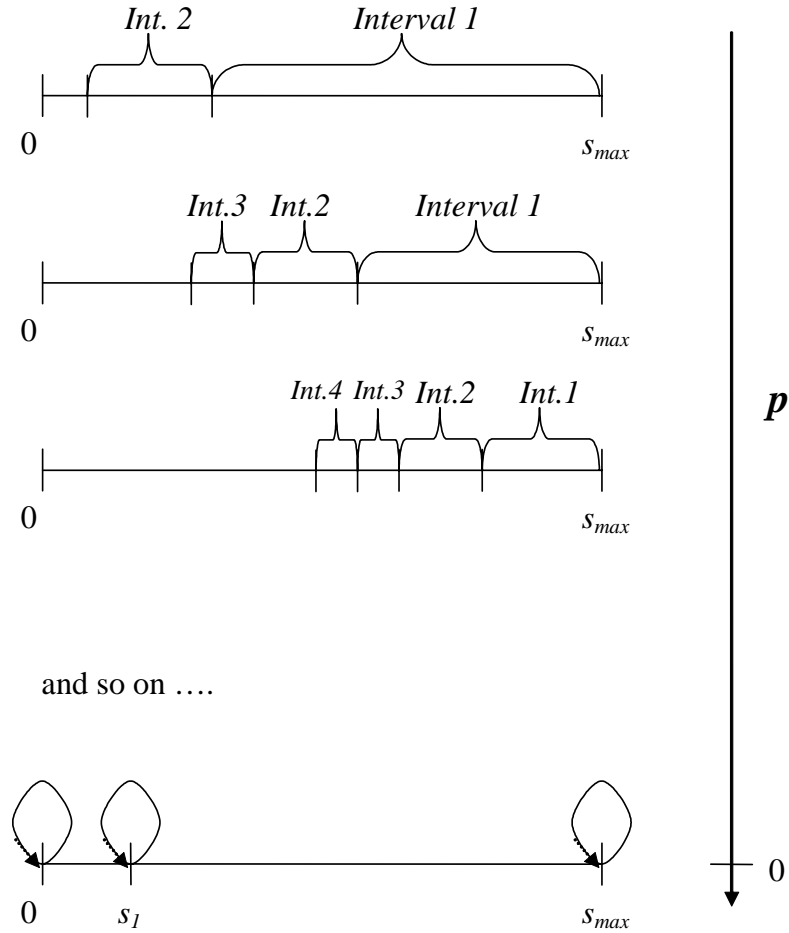 Int. 2 Interval 1
0 s_max
Int.3 Int.2 Interval 1
0 s_max
Int.4 Int.3 Int.2 Int.1
p
0 s_max
and so on ….
0
0 s_1 s_max